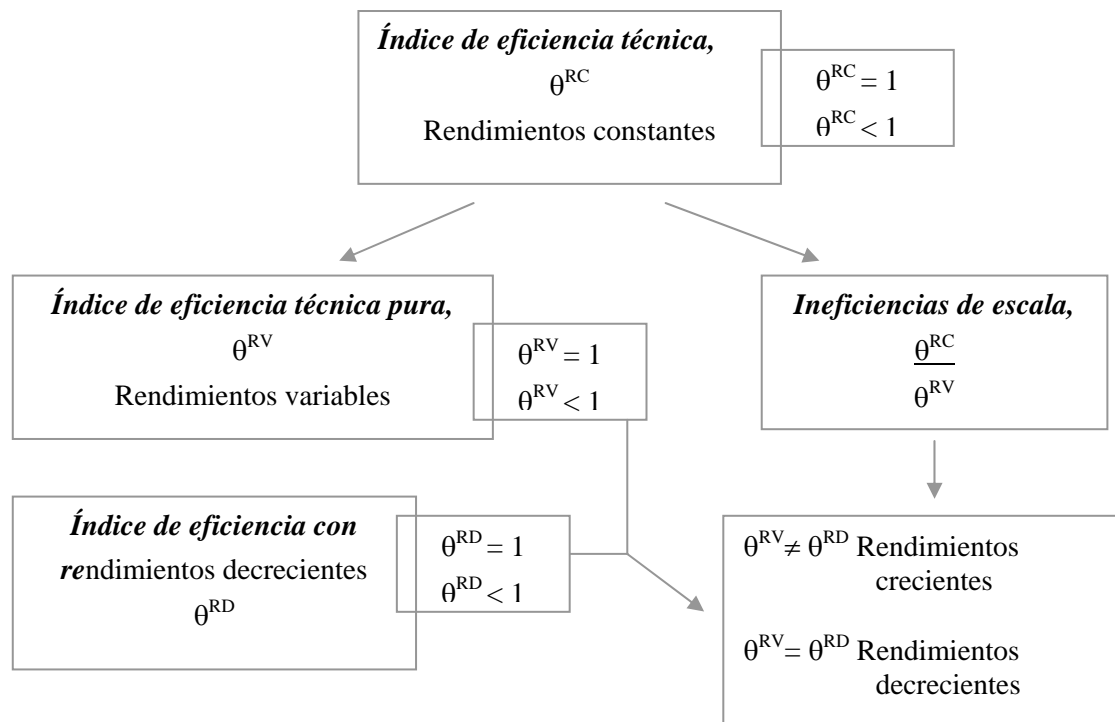 Índice de eficiencia técnica,
θ^RC
Rendimientos constantes
θ^RC = 1
θ^RC < 1
Índice de eficiencia técnica pura,
θ^RV
Rendimientos variables
θ^RV = 1
θ^RV < 1
Ineficiencias de escala,
θ^RC
θ^RV
Índice de eficiencia con
rendimientos decrecientes
θ^RD
θ^RD = 1
θ^RD < 1
θ^RV ≠ θ^RD Rendimientos
crecientes
θ^RV = θ^RD Rendimientos
decrecientes